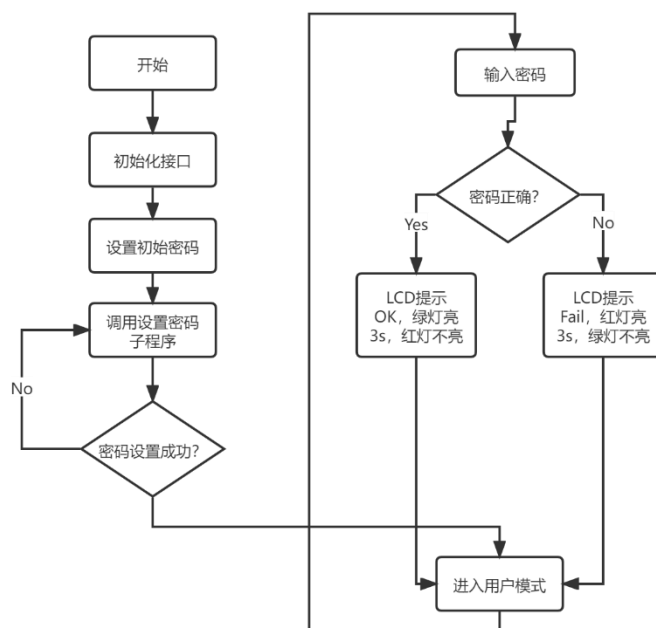 开始
初始化接口
设置初始密码
调用设置密码
子程序
No
密码设置成功?
输入密码
密码正确?
Yes
No
LCD提示
OK，绿灯亮
3s，红灯不亮
LCD提示
Fail，红灯亮
3s，绿灯不亮
进入用户模式